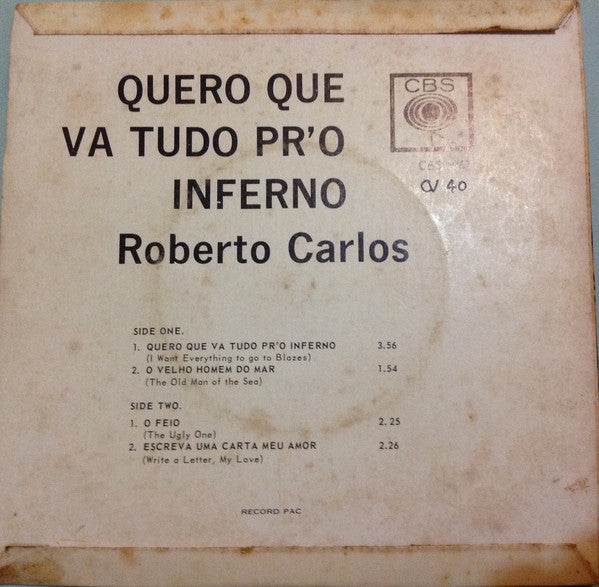 QUERO QUE
VA TUDO PR'O
INFERNO
Roberto Carlos
CBS
CV 40
SIDE ONE.
1. QUERO QUE VA TUDO PR'O INFERNO 3.56
(I Want Everything to go to Blazes)
2. O VELHO HOMEM DO MAR 1.54
(The Old Man of the Sea)
SIDE TWO.
1. O FEIO 2.25
(The Ugly One)
2. ESCREVA UMA CARTA MEU AMOR 2.26
(Write a Letter, My Love)
RECORD PAC